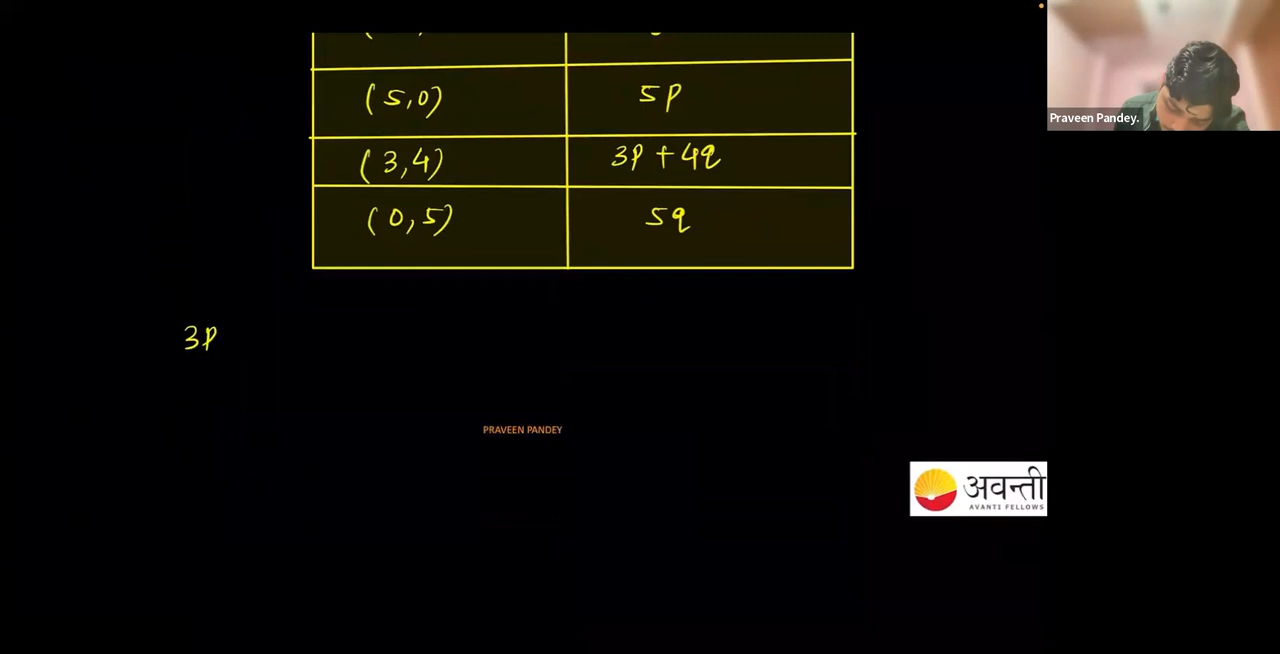 Praveen Pandey.
(5,0) 5p
(3,4) 3p + 4q
(0,5) 5q
3p
PRAVEEN PANDEY
अवन्ती
AVANTI FELLOWS